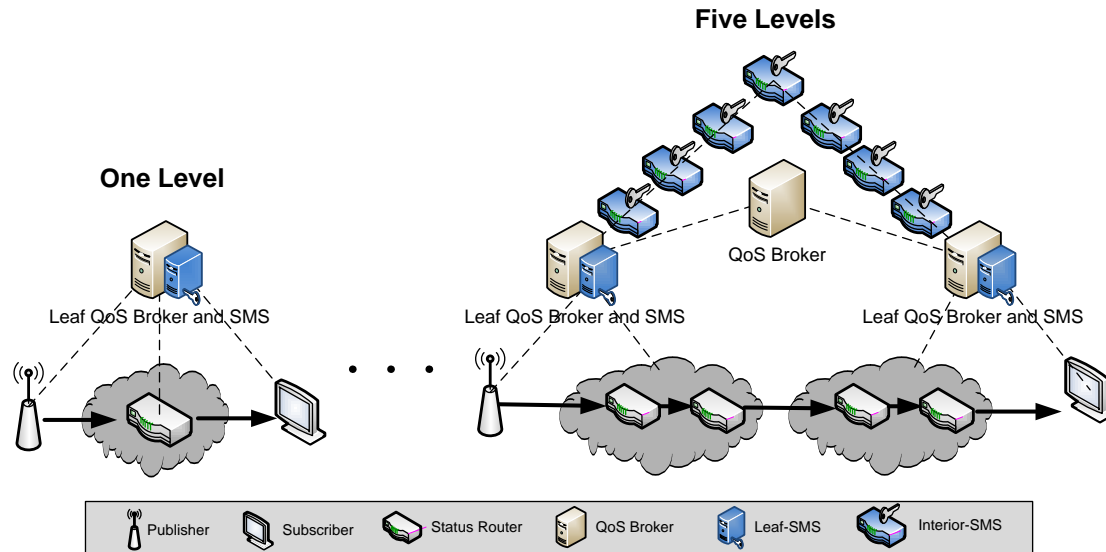 Five Levels
One Level
QoS Broker
Leaf QoS Broker and SMS
Leaf QoS Broker and SMS
Leaf QoS Broker and SMS
. . .
Publisher
Subscriber
Status Router
QoS Broker
Leaf-SMS
Interior-SMS